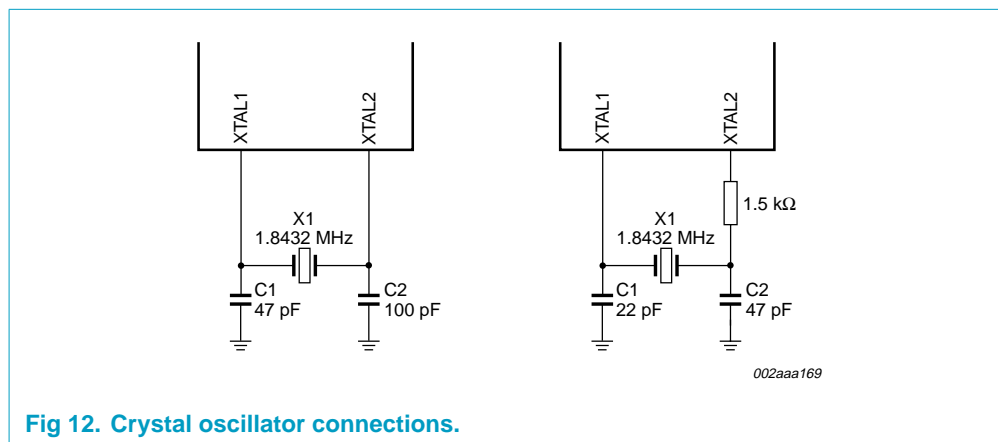 XTAL1
XTAL2
X1
1.8432 MHz
C1
47 pF
C2
100 pF
XTAL1
XTAL2
1.5 kΩ
X1
1.8432 MHz
C1
22 pF
C2
47 pF
002aaa169
Fig 12. Crystal oscillator connections.